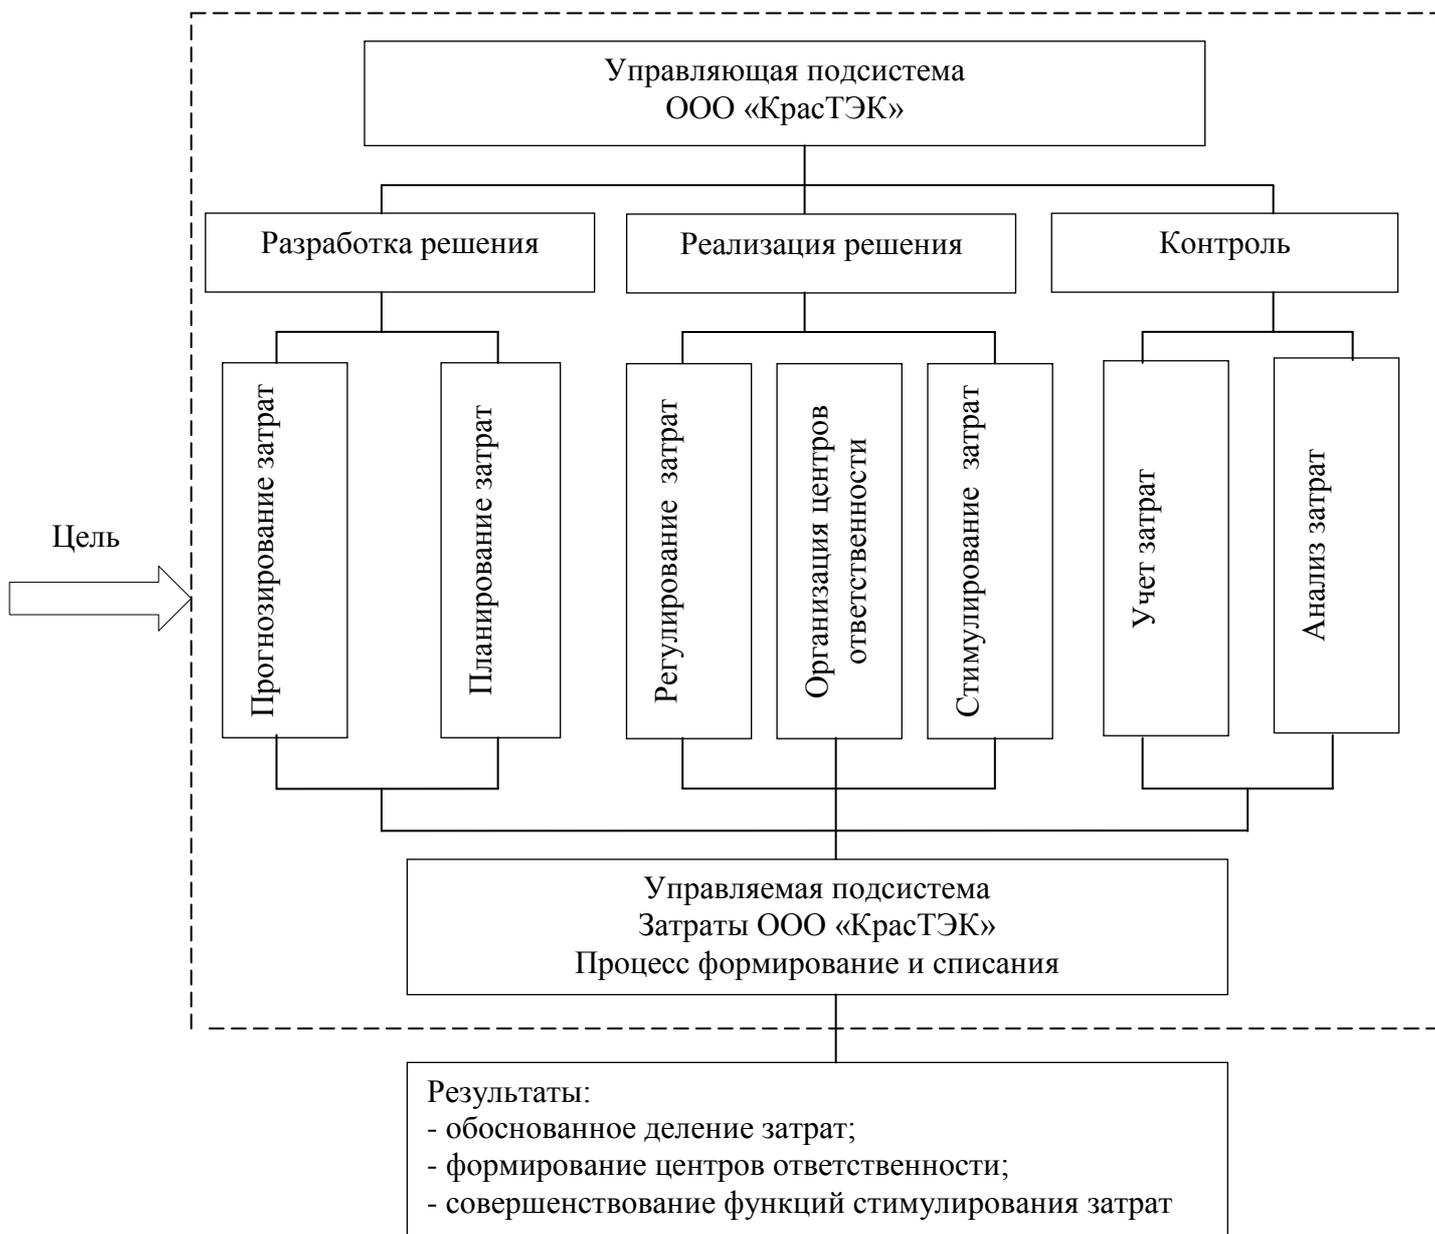 Управляющая подсистема
ООО «КрасТЭК»
Разработка решения
Реализация решения
Контроль
Цель
Прогнозирование затрат
Планирование затрат
Регулирование затрат
Организация центров
ответственности
Стимулирование затрат
Учет затрат
Анализ затрат
Управляемая подсистема
Затраты ООО «КрасТЭК»
Процесс формирование и списания
Результаты:
- обоснованное деление затрат;
- формирование центров ответственности;
- совершенствование функций стимулирования затрат